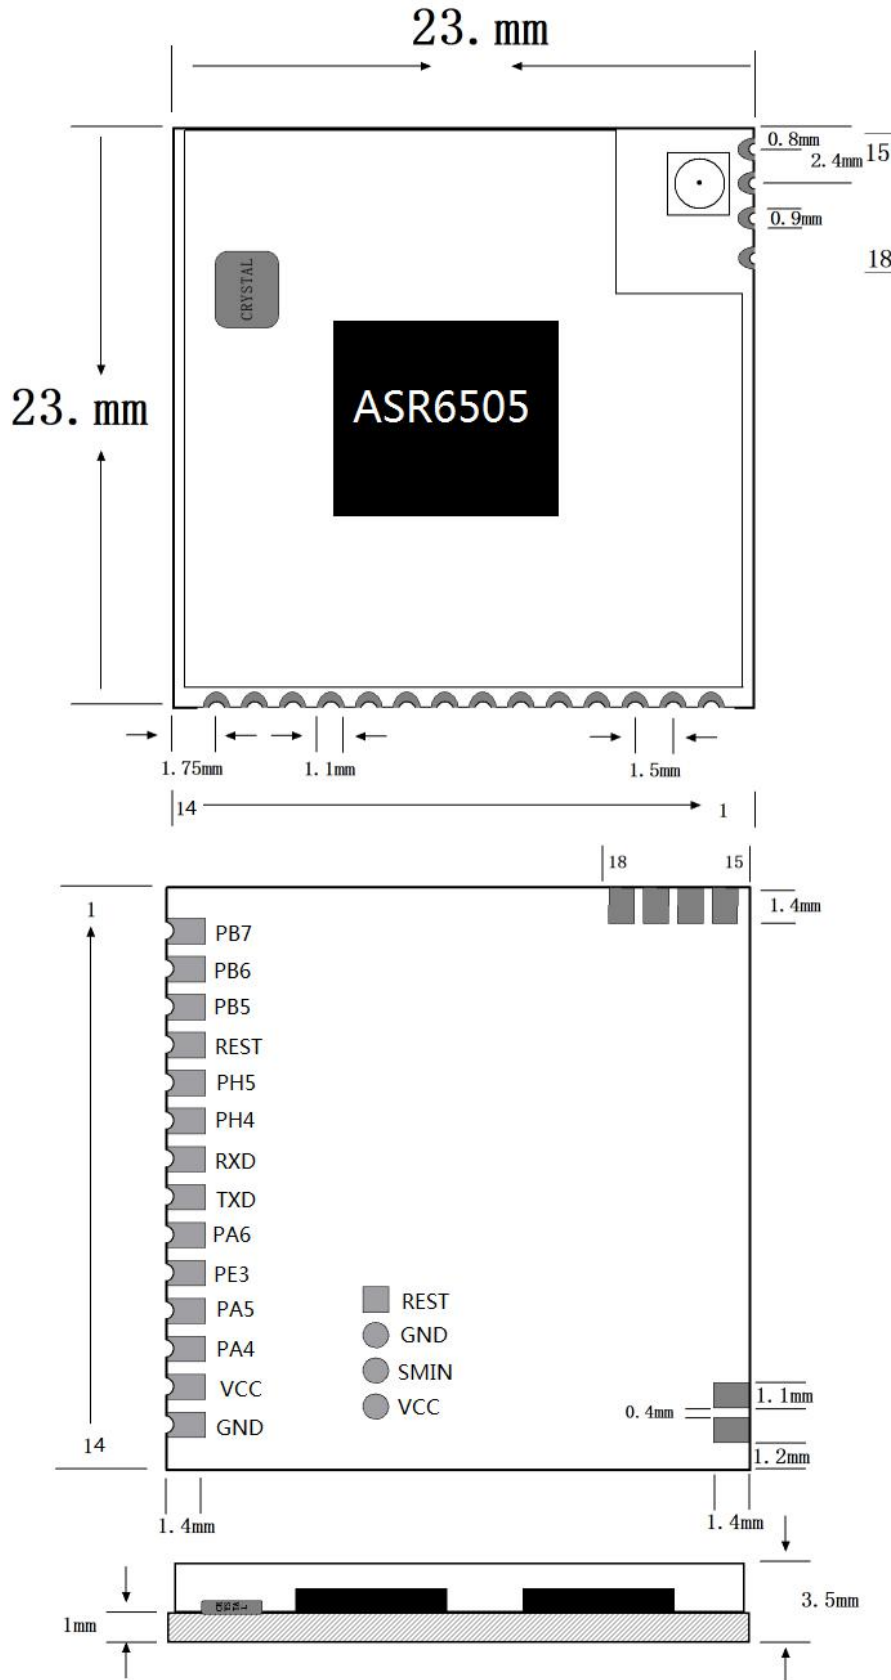 23. mm
0.8mm
15
2.4mm
0.9mm
18
CRYSTAL
23. mm
ASR6505
1.75mm
1.1mm
1.5mm
14
1
18
15
1.4mm
1
PB7
PB6
PB5
REST
PH5
PH4
RXD
TXD
PA6
PE3
PA5
PA4
VCC
GND
14
REST
GND
SMIN
VCC
1.1mm
0.4mm
1.2mm
1.4mm
1.4mm
CRYSTAL
3.5mm
1mm